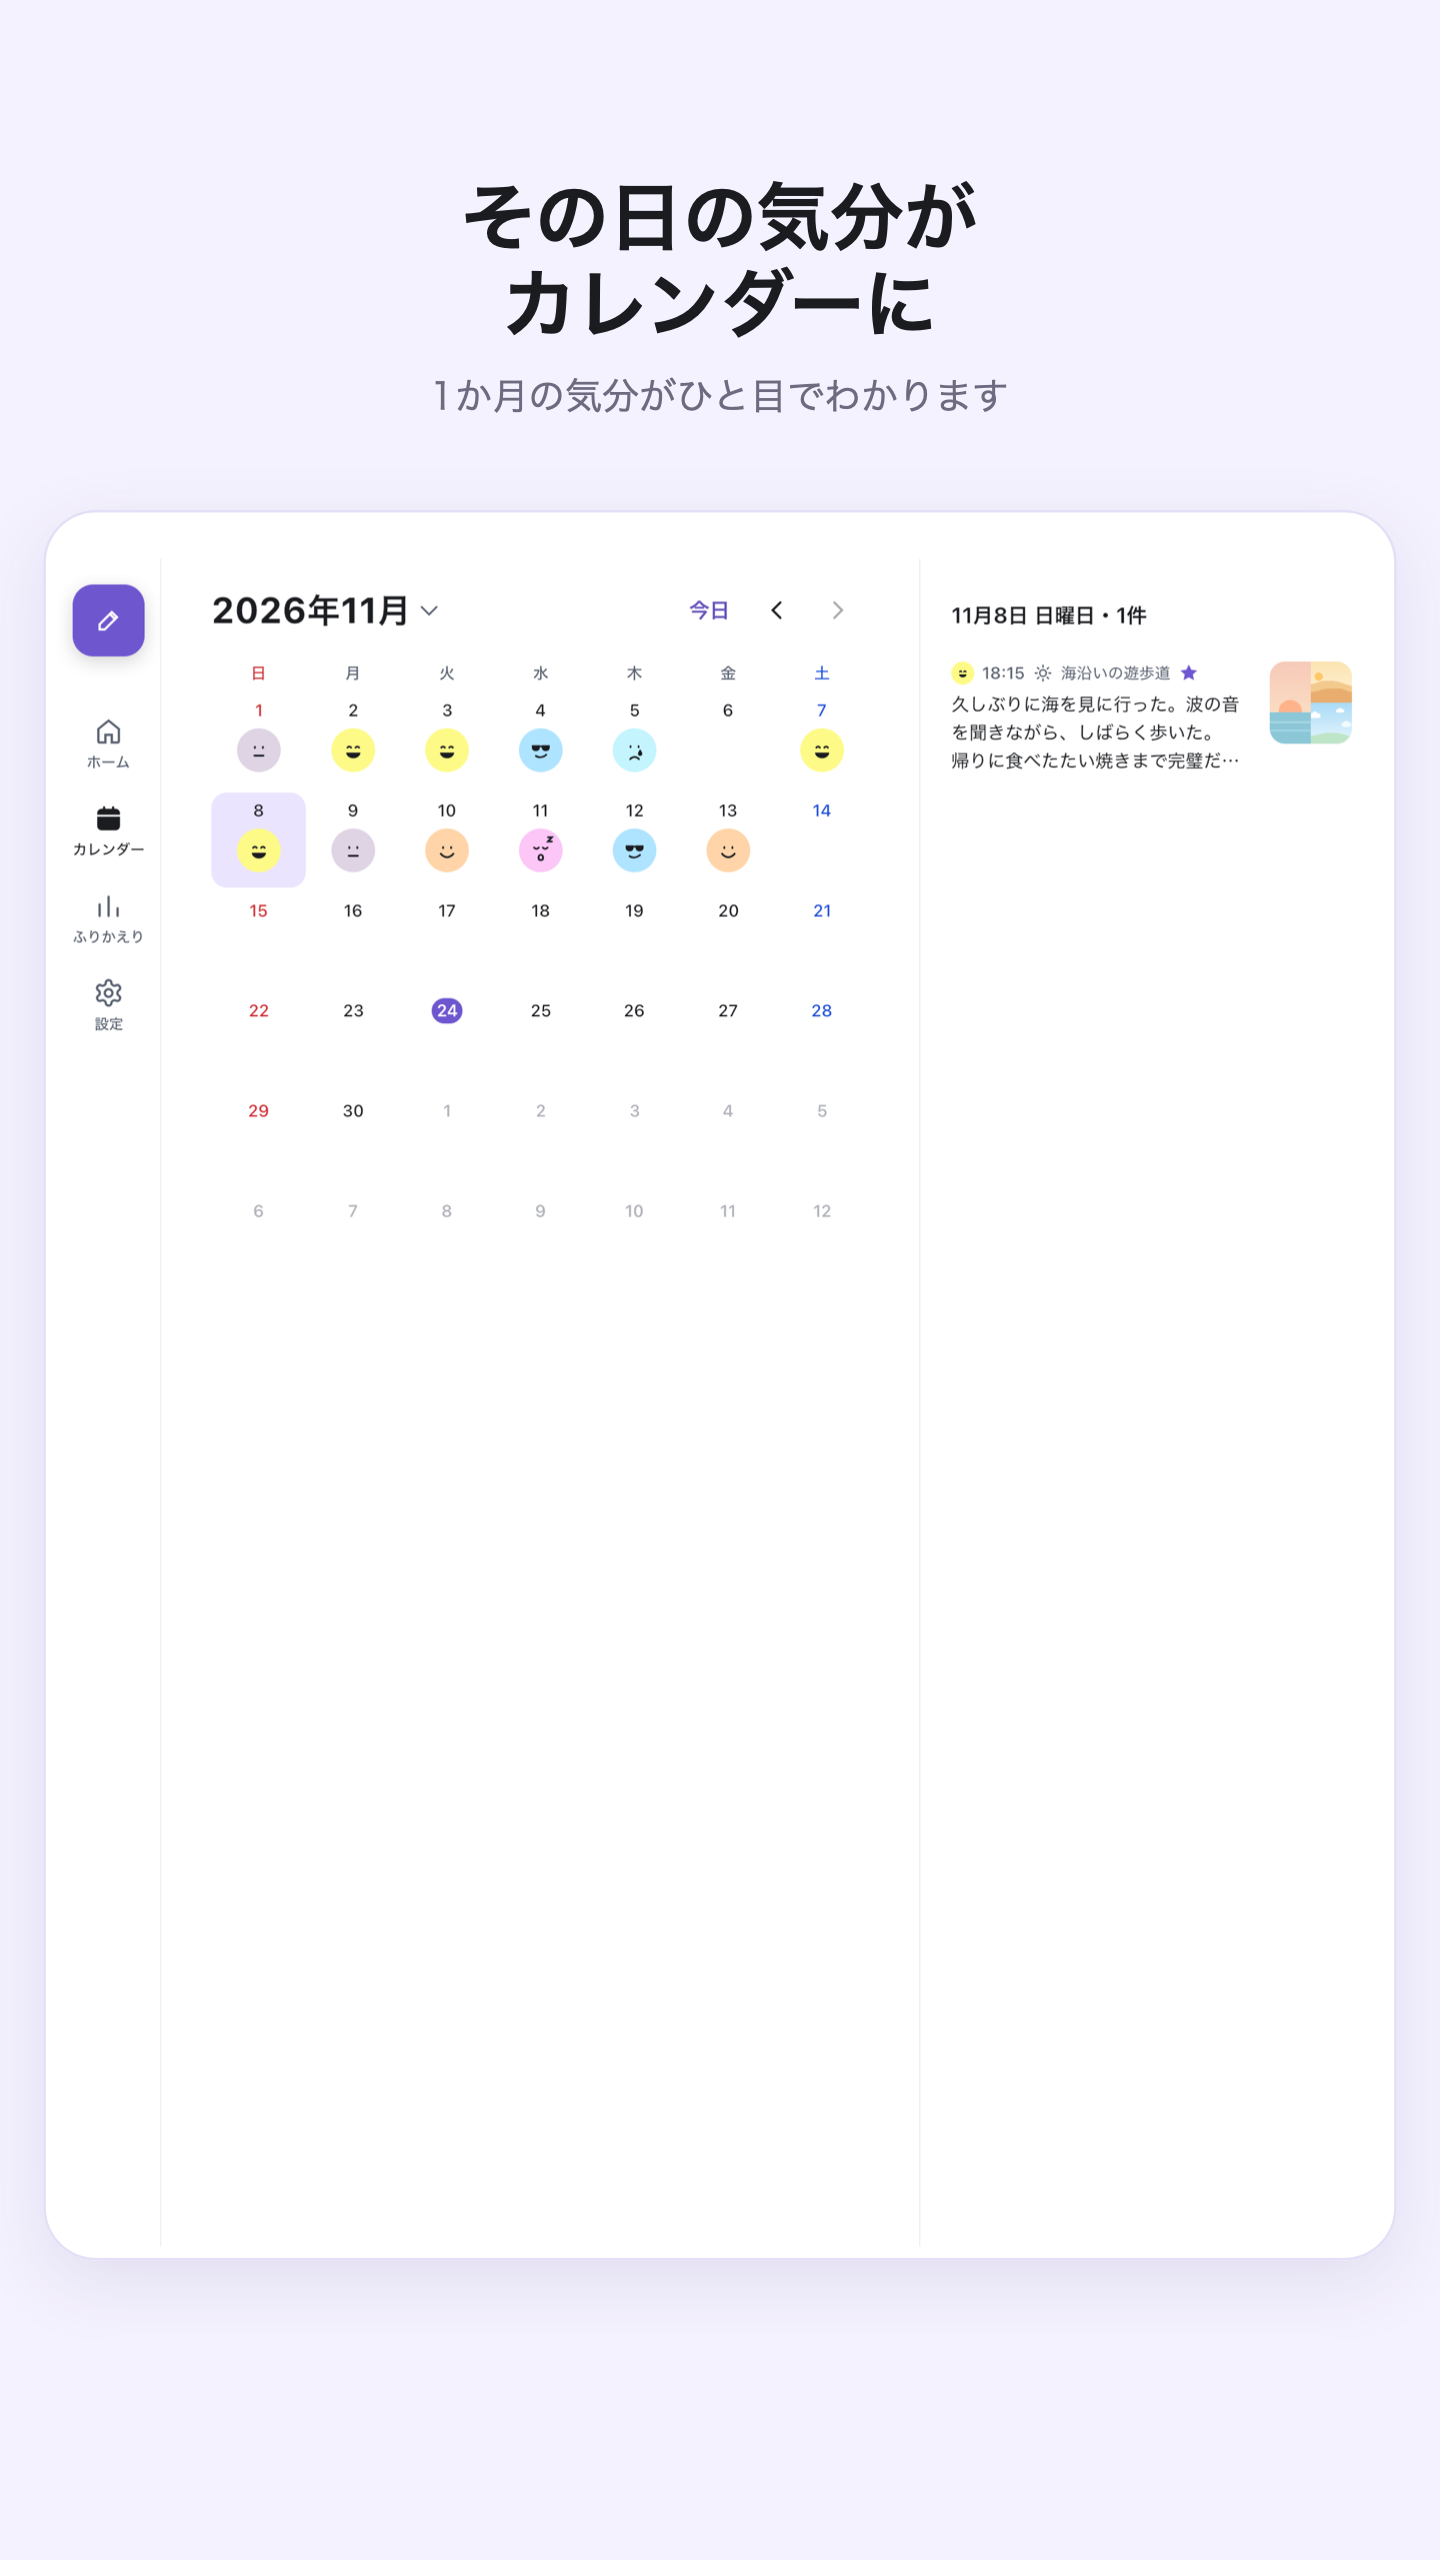 その日の気分が
カレンダーに
1か月の気分がひと目でわかります
ホーム
カレンダー
ふりかえり
設定
2026年11月
今日
日 月 火 水 木 金 土
1 2 3 4 5 6 7
8 9 10 11 12 13 14
15 16 17 18 19 20 21
22 23 24 25 26 27 28
29 30 1 2 3 4 5
6 7 8 9 10 11 12
11月8日 日曜日・1件
18:15 海沿いの遊歩道
久しぶりに海を見に行った。波の音
を聞きながら、しばらく歩いた。
帰りに食べたたい焼きまで完璧だ…